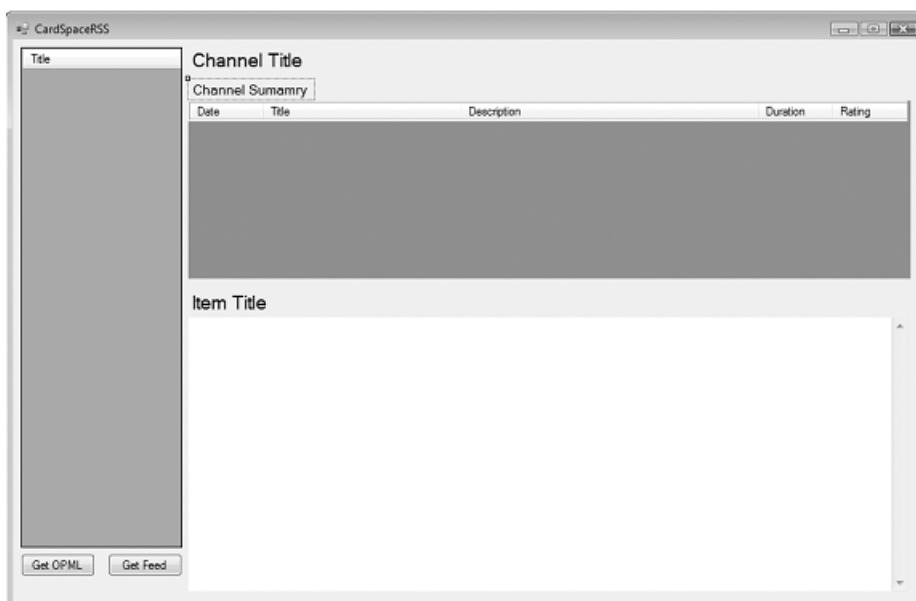 CardSpaceRSS
Title
Channel Title
Channel Sumamry
Date Title Description Duration Rating
Item Title
Get OPML Get Feed